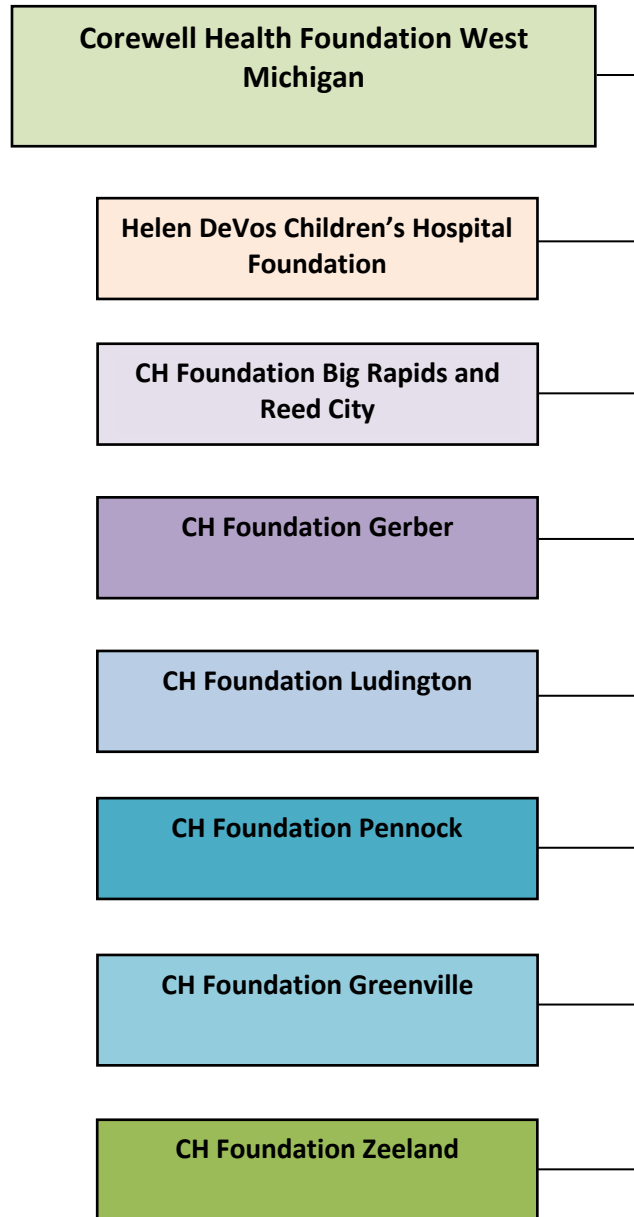 Corewell Health Foundation West
Michigan
Helen DeVos Children’s Hospital
Foundation
CH Foundation Big Rapids and
Reed City
CH Foundation Gerber
CH Foundation Ludington
CH Foundation Pennock
CH Foundation Greenville
CH Foundation Zeeland